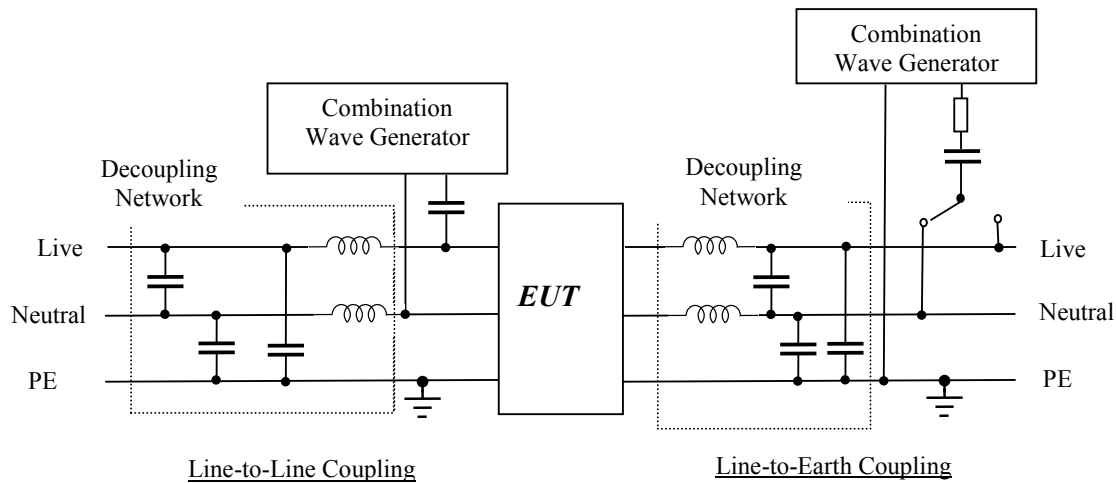 Combination
Wave Generator
Combination
Wave Generator
Decoupling
Network
Decoupling
Network
Live
Neutral
PE
EUT
Live
Neutral
PE
Line-to-Line Coupling
Line-to-Earth Coupling